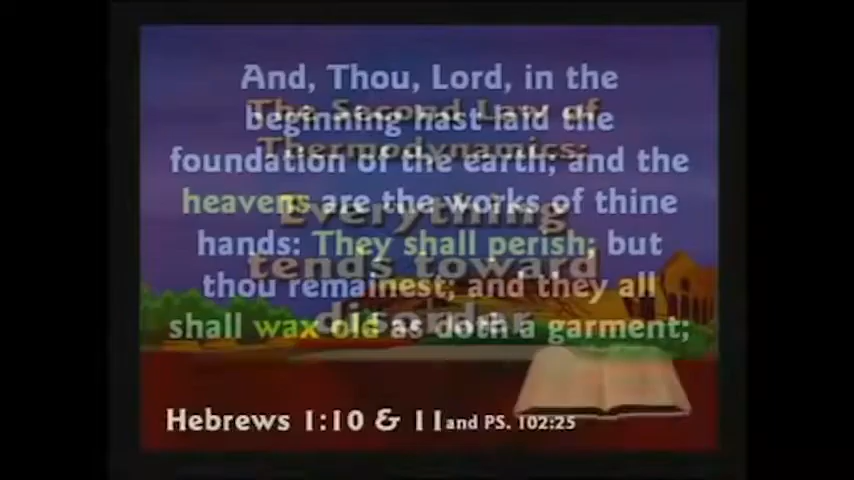 And, Thou, Lord, in the
beginning hast laid the
foundation of the earth; and the
heavens are the works of thine
hands: They shall perish; but
thou remainest; and they all
shall wax old as doth a garment;
The Second Law of
Thermodynamics:
Everything
tends toward
disorder
Hebrews 1:10 & 11 and PS. 102:25